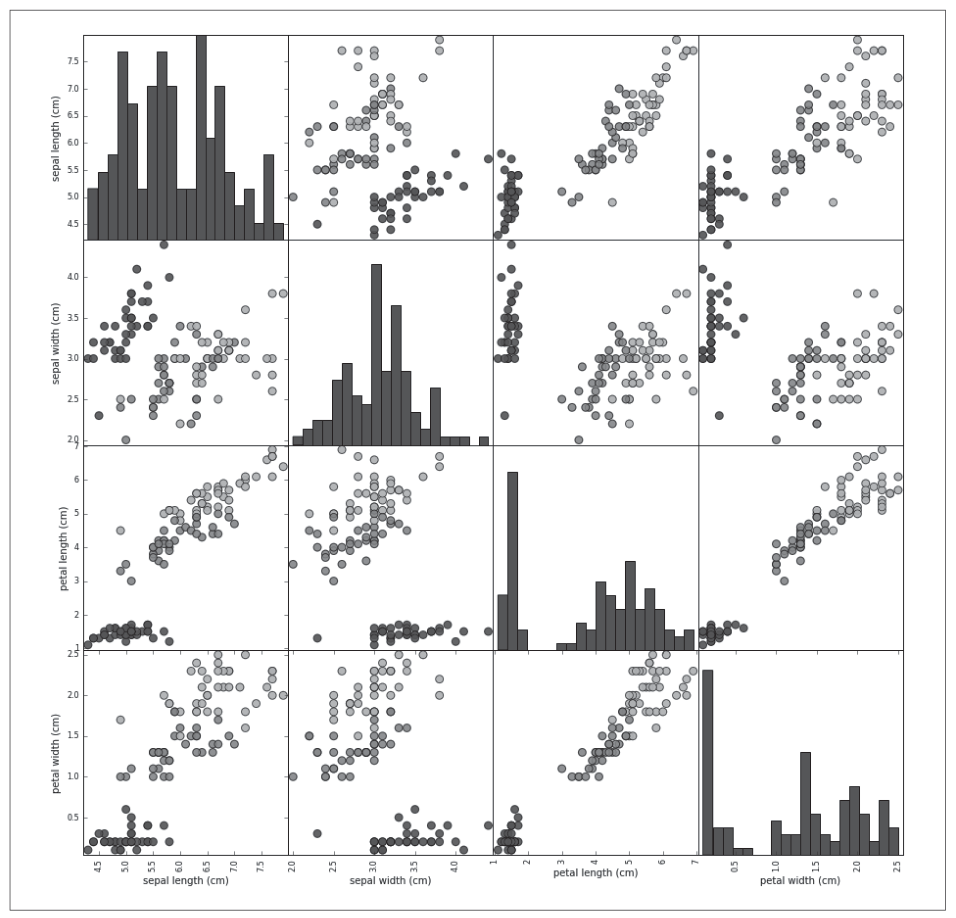 sepal length (cm)
7.5
7.0
6.5
6.0
5.5
5.0
4.5
sepal width (cm)
4.0
3.5
3.0
2.5
2.0
petal length (cm)
7
6
5
4
3
2
1
petal width (cm)
2.5
2.0
1.5
1.0
0.5
4.5 5.0 5.5 6.0 6.5 7.0 7.5
sepal length (cm)
2.0 2.5 3.0 3.5 4.0
sepal width (cm)
1 2 3 4 5 6 7
petal length (cm)
0.5 1.0 1.5 2.0 2.5
petal width (cm)